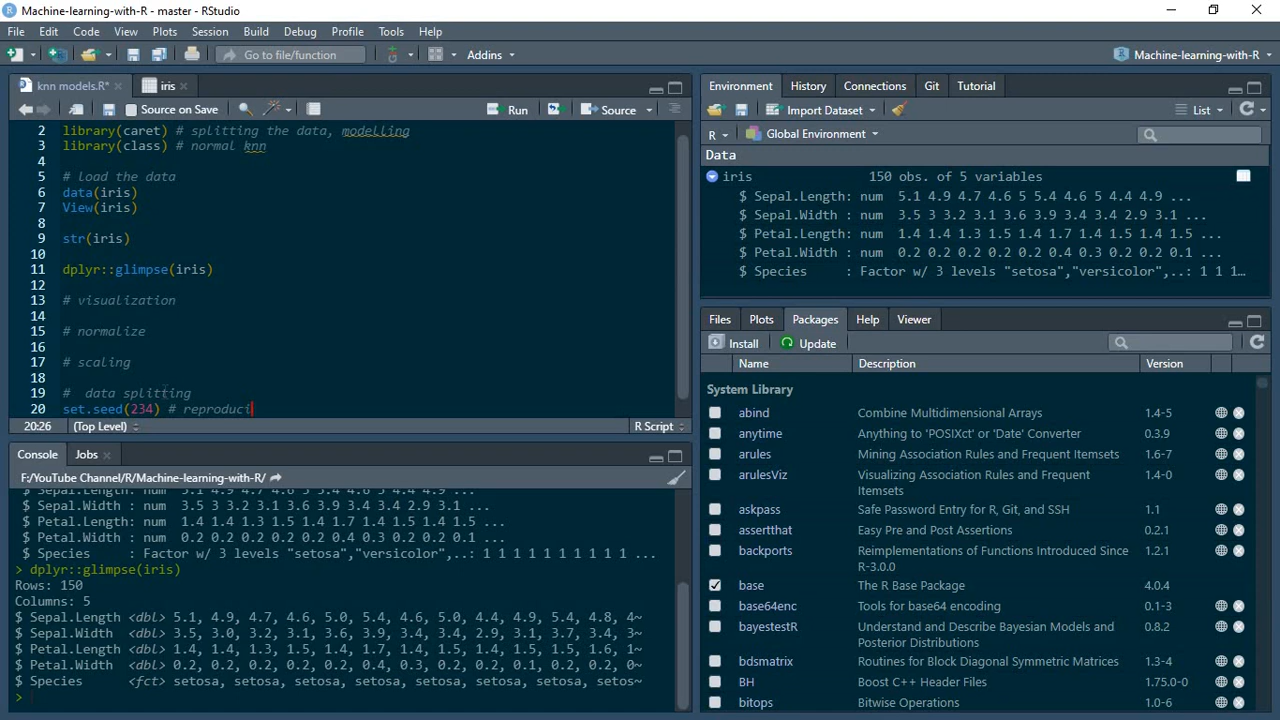 Machine-learning-with-R - master - RStudio
File Edit Code View Plots Session Build Debug Profile Tools Help
Go to file/function
Addins
Machine-learning-with-R
knn models.R*
iris
Source on Save
Run
Source
2 library(caret) # splitting the data, modelling
3 library(class) # normal knn
4
5 # load the data
6 data(iris)
7 View(iris)
8
9 str(iris)
10
11 dplyr::glimpse(iris)
12
13 # visualization
14
15 # normalize
16
17 # scaling
18
19 #  data splitting
20 set.seed(234) # reproduci
20:26 (Top Level) R Script
Console Jobs
F:/YouTube Channel/R/Machine-learning-with-R/
$ Sepal.Length: num 5.1 4.9 4.7 4.6 5 5.4 4.6 5 4.4 4.9 ...
$ Sepal.Width : num 3.5 3 3.2 3.1 3.6 3.9 3.4 3.4 2.9 3.1 ...
$ Petal.Length: num 1.4 1.4 1.3 1.5 1.4 1.7 1.4 1.5 1.4 1.5 ...
$ Petal.Width : num 0.2 0.2 0.2 0.2 0.2 0.4 0.3 0.2 0.2 0.1 ...
$ Species : Factor w/ 3 levels "setosa","versicolor",..: 1 1 1 1 1 1 1 1 1 1 ...
> dplyr::glimpse(iris)
Rows: 150
Columns: 5
$ Sepal.Length <dbl> 5.1, 4.9, 4.7, 4.6, 5.0, 5.4, 4.6, 5.0, 4.4, 4.9, 5.4, 4.8, 4~
$ Sepal.Width <dbl> 3.5, 3.0, 3.2, 3.1, 3.6, 3.9, 3.4, 3.4, 2.9, 3.1, 3.7, 3.4, 3~
$ Petal.Length <dbl> 1.4, 1.4, 1.3, 1.5, 1.4, 1.7, 1.4, 1.5, 1.4, 1.5, 1.5, 1.6, 1~
$ Petal.Width <dbl> 0.2, 0.2, 0.2, 0.2, 0.2, 0.4, 0.3, 0.2, 0.2, 0.1, 0.2, 0.2, 0~
$ Species <fct> setosa, setosa, setosa, setosa, setosa, setosa, setosa, setos~
>
Environment History Connections Git Tutorial
Import Dataset
List
R Global Environment
Data
iris 150 obs. of 5 variables
$ Sepal.Length: num 5.1 4.9 4.7 4.6 5 5.4 4.6 5 4.4 4.9 ...
$ Sepal.Width : num 3.5 3 3.2 3.1 3.6 3.9 3.4 3.4 2.9 3.1 ...
$ Petal.Length: num 1.4 1.4 1.3 1.5 1.4 1.7 1.4 1.5 1.4 1.5 ...
$ Petal.Width : num 0.2 0.2 0.2 0.2 0.2 0.4 0.3 0.2 0.2 0.1 ...
$ Species : Factor w/ 3 levels "setosa","versicolor",..: 1 1 1...
Files Plots Packages Help Viewer
Install Update
Name Description Version
System Library
abind Combine Multidimensional Arrays 1.4-5
anytime Anything to 'POSIXct' or 'Date' Converter 0.3.9
arules Mining Association Rules and Frequent Itemsets 1.6-7
arulesViz Visualizing Association Rules and Frequent 1.4-0
Itemsets
askpass Safe Password Entry for R, Git, and SSH 1.1
assertthat Easy Pre and Post Assertions 0.2.1
backports Reimplementations of Functions Introduced Since 1.2.1
R-3.0.0
base The R Base Package 4.0.4
base64enc Tools for base64 encoding 0.1-3
bayestestR Understand and Describe Bayesian Models and 0.8.2
Posterior Distributions
bdsmatrix Routines for Block Diagonal Symmetric Matrices 1.3-4
BH Boost C++ Header Files 1.75.0-0
bitops Bitwise Operations 1.0-6